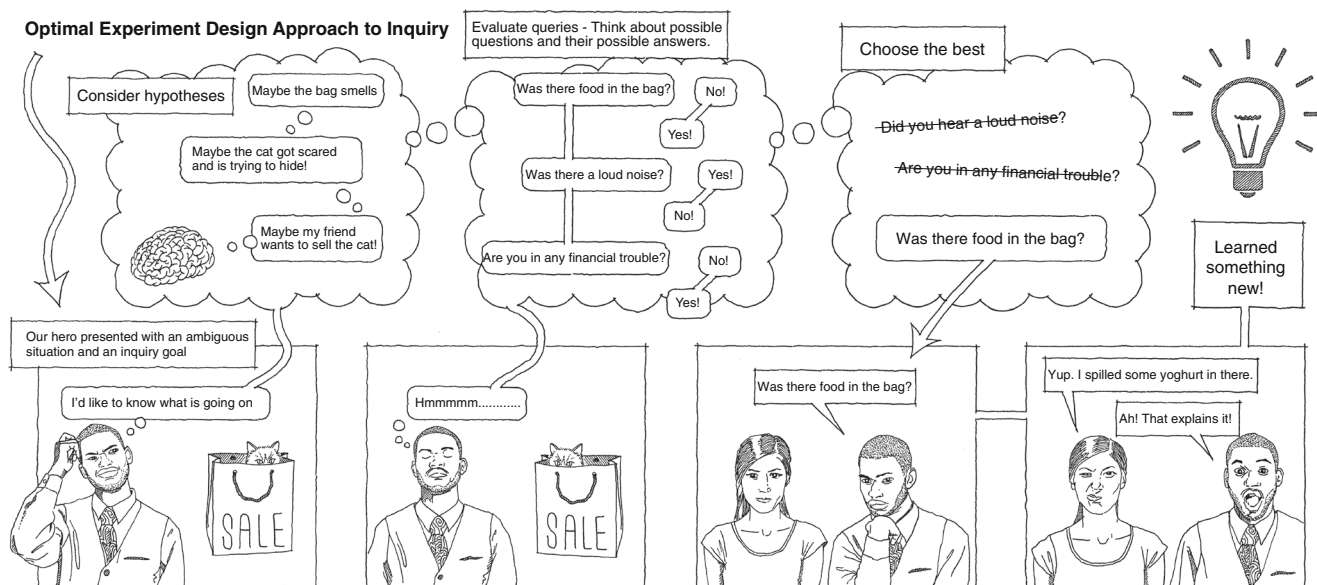 Optimal Experiment Design Approach to Inquiry
Consider hypotheses
Maybe the bag smells
Maybe the cat got scared
and is trying to hide!
Maybe my friend
wants to sell the cat!
Our hero presented with an ambiguous
situation and an inquiry goal
I'd like to know what is going on
SALE
Evaluate queries - Think about possible
questions and their possible answers.
Was there food in the bag?
No!
Yes!
Was there a loud noise?
Yes!
No!
Are you in any financial trouble?
No!
Yes!
Hmmmmm............
SALE
Choose the best
Did you hear a loud noise?
Are you in any financial trouble?
Was there food in the bag?
Was there food in the bag?
Learned
something
new!
Yup. I spilled some yoghurt in there.
Ah! That explains it!